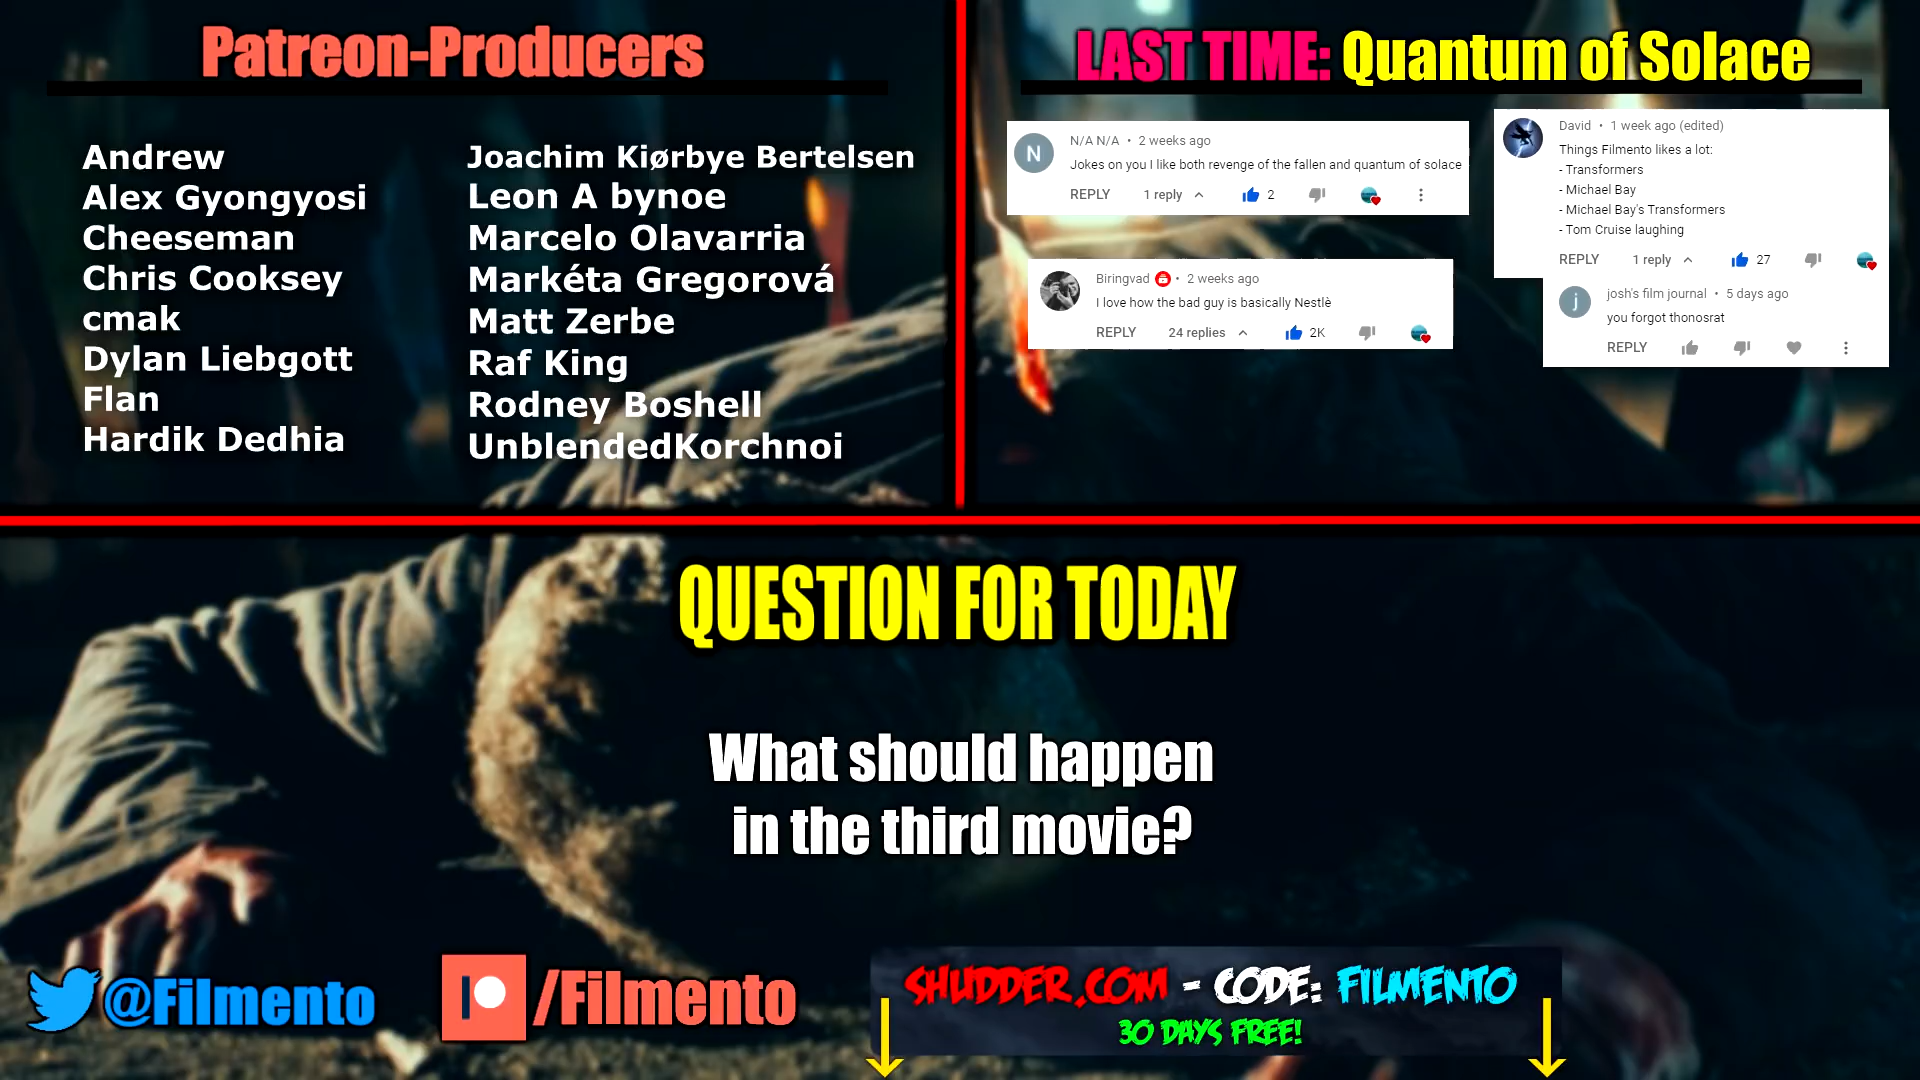 Patreon-Producers
Andrew
Alex Gyongyosi
Cheeseman
Chris Cooksey
cmak
Dylan Liebgott
Flan
Hardik Dedhia
Joachim Kiørbye Bertelsen
Leon A bynoe
Marcelo Olavarria
Markéta Gregorová
Matt Zerbe
Raf King
Rodney Boshell
UnblendedKorchnoi
LAST TIME: Quantum of Solace
N
N/A N/A • 2 weeks ago
Jokes on you I like both revenge of the fallen and quantum of solace
REPLY 1 reply 2
Biringvad • 2 weeks ago
I love how the bad guy is basically Nestlè
REPLY 24 replies 2K
David • 1 week ago (edited)
Things Filmento likes a lot:
- Transformers
- Michael Bay
- Michael Bay's Transformers
- Tom Cruise laughing
REPLY 1 reply 27
j
josh's film journal • 5 days ago
you forgot thonosrat
REPLY
QUESTION FOR TODAY
What should happen
in the third movie?
@Filmento
/Filmento
SHUDDER.COM - CODE: FILMENTO
30 DAYS FREE!